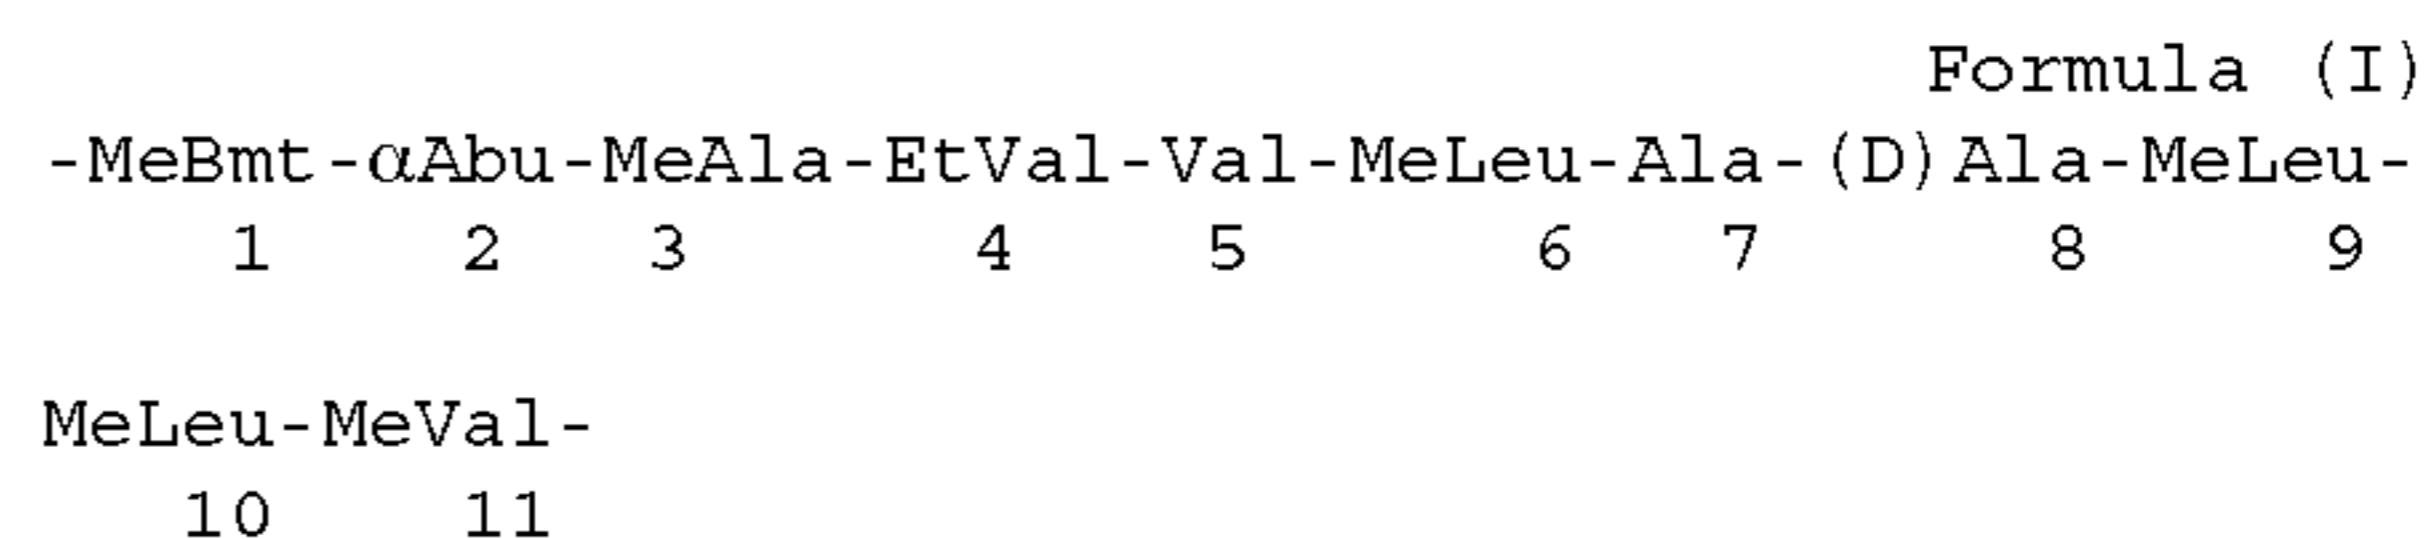 Formula (I)
-MeBmt-αAbu-MeAla-EtVal-Val-MeLeu-Ala-(D)Ala-MeLeu-
1 2 3 4 5 6 7 8 9
MeLeu-MeVal-
10 11